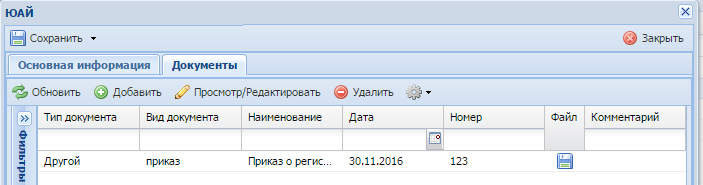 ЮАЙ
Сохранить Закрыть
Основная информация Документы
Обновить Добавить Просмотр/Редактировать Удалить
Тип документа Вид документа Наименование Дата Номер Файл Комментарий
Фильтры
Другой приказ Приказ о регис... 30.11.2016 123